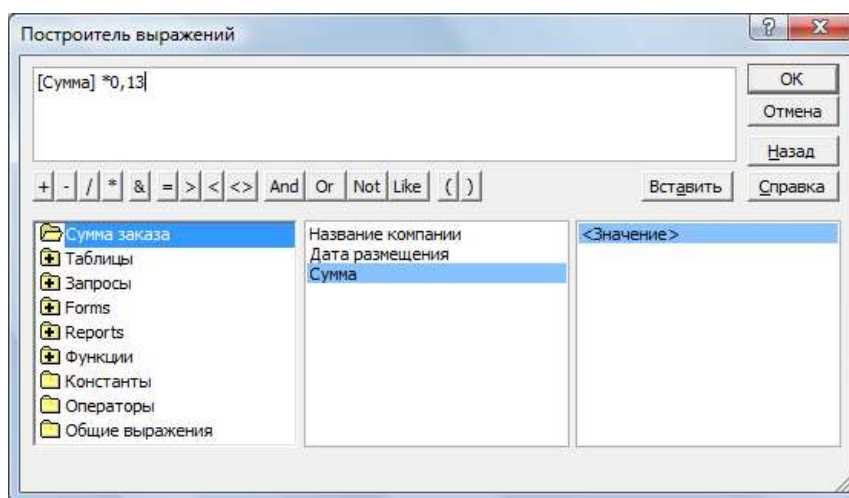 Построитель выражений
[Сумма] *0,13
OK
Отмена
Назад
+ - / * & = > < <> And Or Not Like ( ) Вставить Справка
Сумма заказа
Таблицы
Запросы
Forms
Reports
Функции
Константы
Операторы
Общие выражения
Название компании
Дата размещения
Сумма
<Значение>